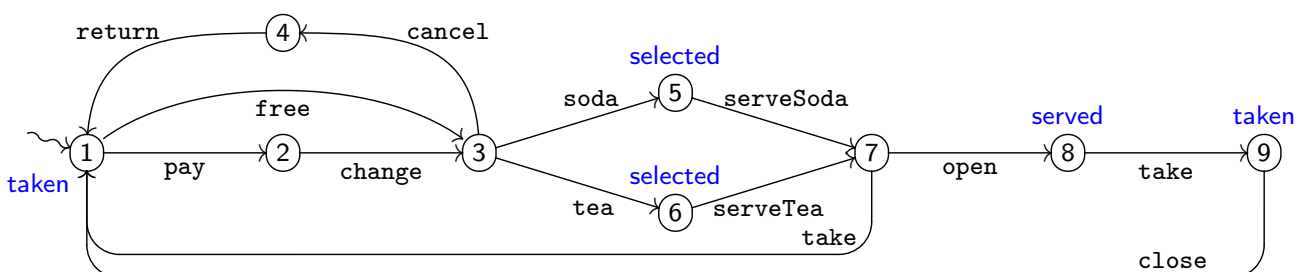 return
4
cancel
selected
free
soda
5
serveSoda
served
taken
1
pay
2
change
3
7
open
8
take
9
taken
selected
tea
6
serveTea
take
close